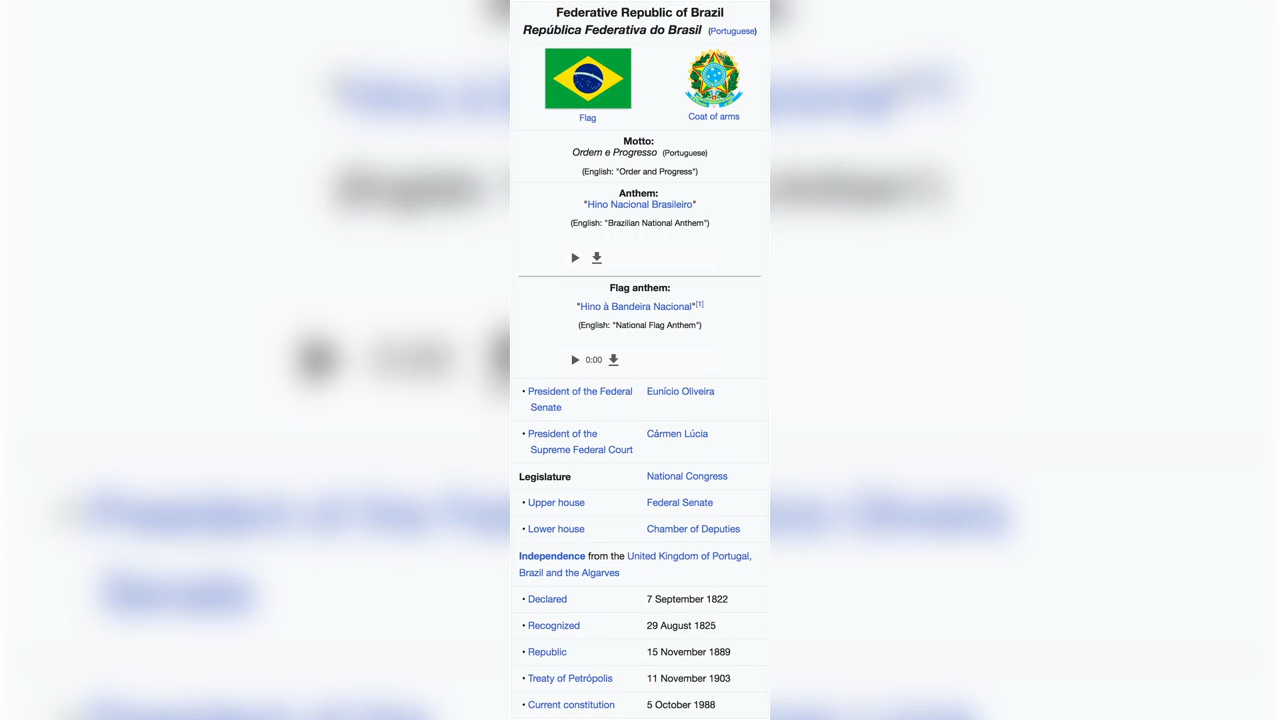 Federative Republic of Brazil
República Federativa do Brasil (Portuguese)
Flag
Coat of arms
Motto:
Ordem e Progresso (Portuguese)
(English: "Order and Progress")
Anthem:
"Hino Nacional Brasileiro"
(English: "Brazilian National Anthem")
Flag anthem:
"Hino à Bandeira Nacional"[1]
(English: "National Flag Anthem")
0:00
• President of the Federal Eunício Oliveira
Senate
• President of the Cármen Lúcia
Supreme Federal Court
Legislature National Congress
• Upper house Federal Senate
• Lower house Chamber of Deputies
Independence from the United Kingdom of Portugal,
Brazil and the Algarves
• Declared 7 September 1822
• Recognized 29 August 1825
• Republic 15 November 1889
• Treaty of Petrópolis 11 November 1903
• Current constitution 5 October 1988